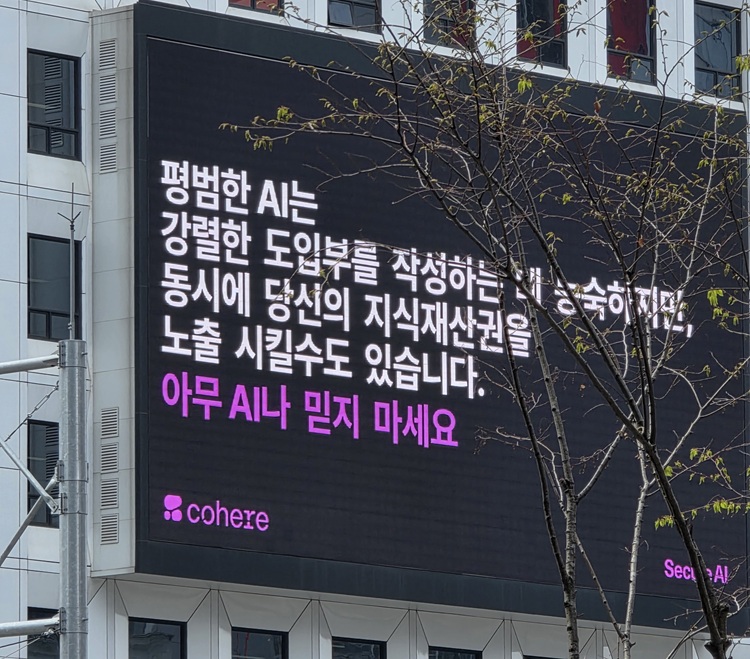 평범한 AI는
강렬한 도입부를 작성하는 데 능숙하지만,
동시에 당신의 지식재산권을
노출 시킬수도 있습니다.
아무 AI나 믿지 마세요
cohere
Secure AI